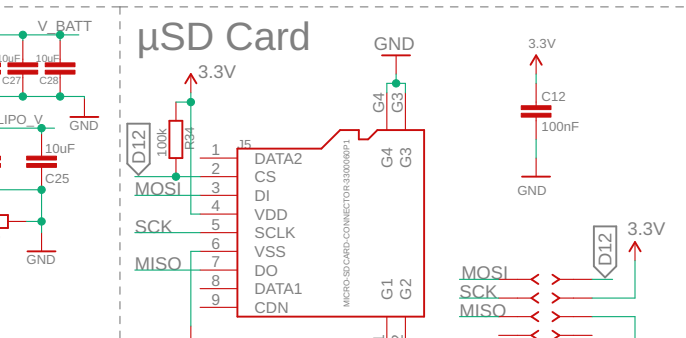 V_BATT
10uF
10uF
C27
C28
GND
LIPO_V
10uF
C25
GND
µSD Card
3.3V
100k
R34
D12
MOSI
SCK
MISO
J5
1 DATA2
2 CS
3 DI
4 VDD
5 SCLK
6 VSS
7 DO
8 DATA1
9 CDN
MICRO-SD-CARD-CONNECTOR-3300060P1
GND
G4
G3
G4
G3
G1
G2
3.3V
C12
100nF
GND
D12
3.3V
MOSI
SCK
MISO